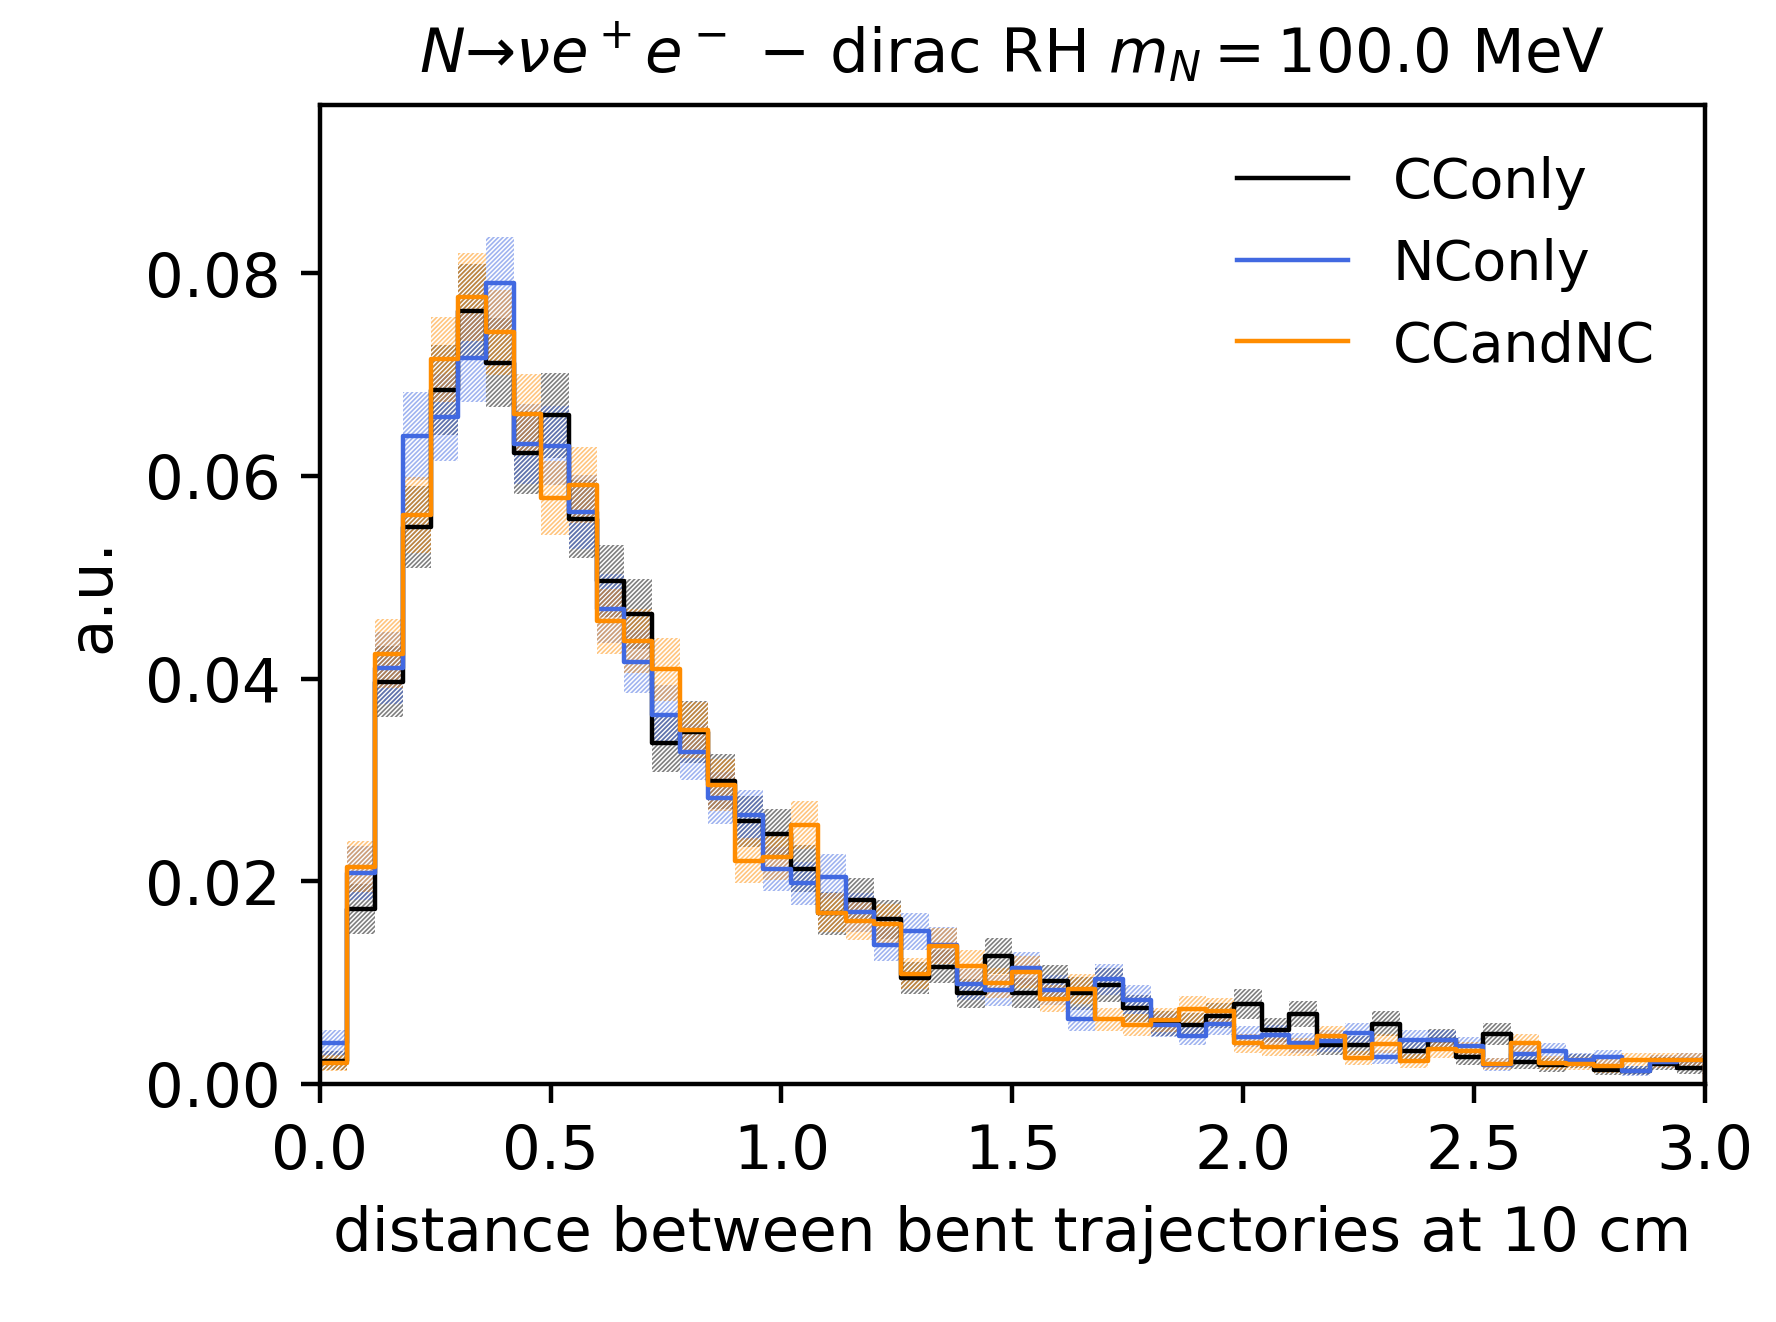 N→νe⁺e⁻ − dirac RH m_N = 100.0 MeV
CConly
NConly
CCandNC
0.08
0.06
0.04
0.02
0.00
a.u.
0.0 0.5 1.0 1.5 2.0 2.5 3.0
distance between bent trajectories at 10 cm